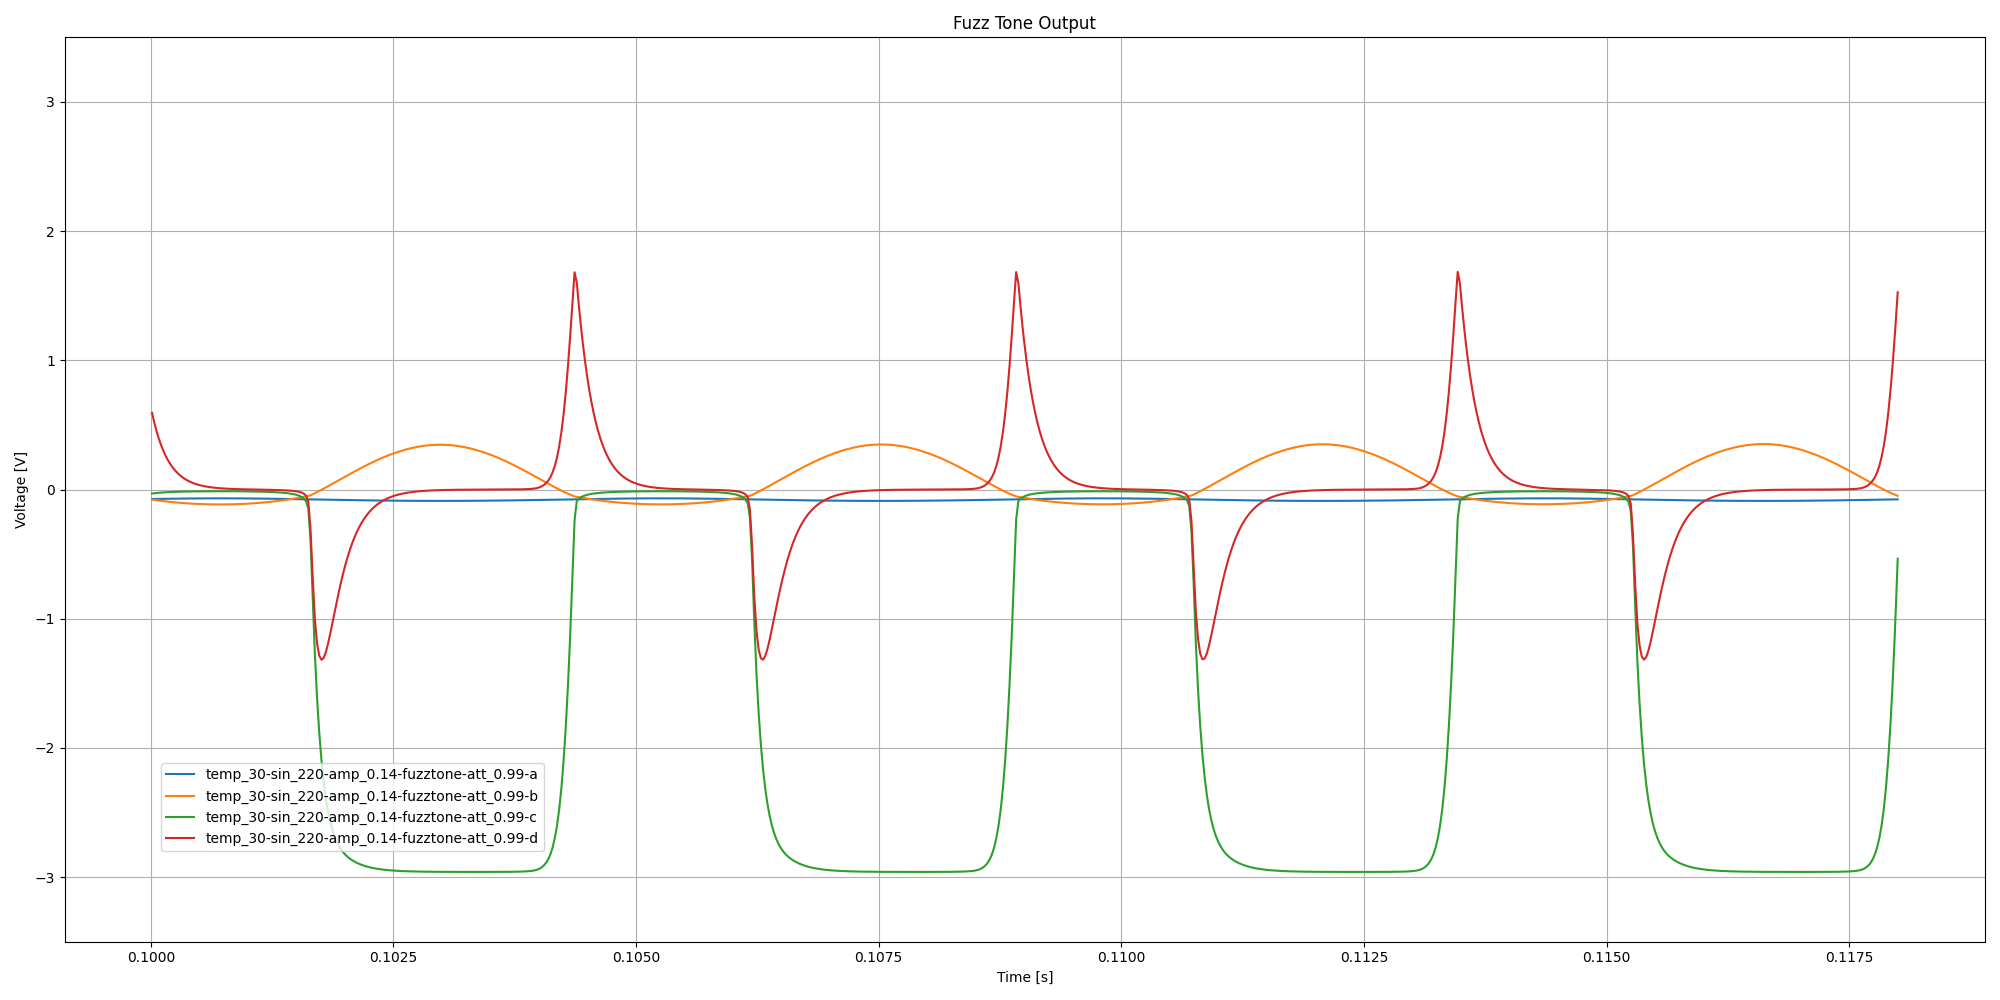 Fuzz Tone Output
Voltage [V]
3
2
1
0
−1
−2
−3
temp_30-sin_220-amp_0.14-fuzztone-att_0.99-a
temp_30-sin_220-amp_0.14-fuzztone-att_0.99-b
temp_30-sin_220-amp_0.14-fuzztone-att_0.99-c
temp_30-sin_220-amp_0.14-fuzztone-att_0.99-d
0.1000 0.1025 0.1050 0.1075 0.1100 0.1125 0.1150 0.1175
Time [s]